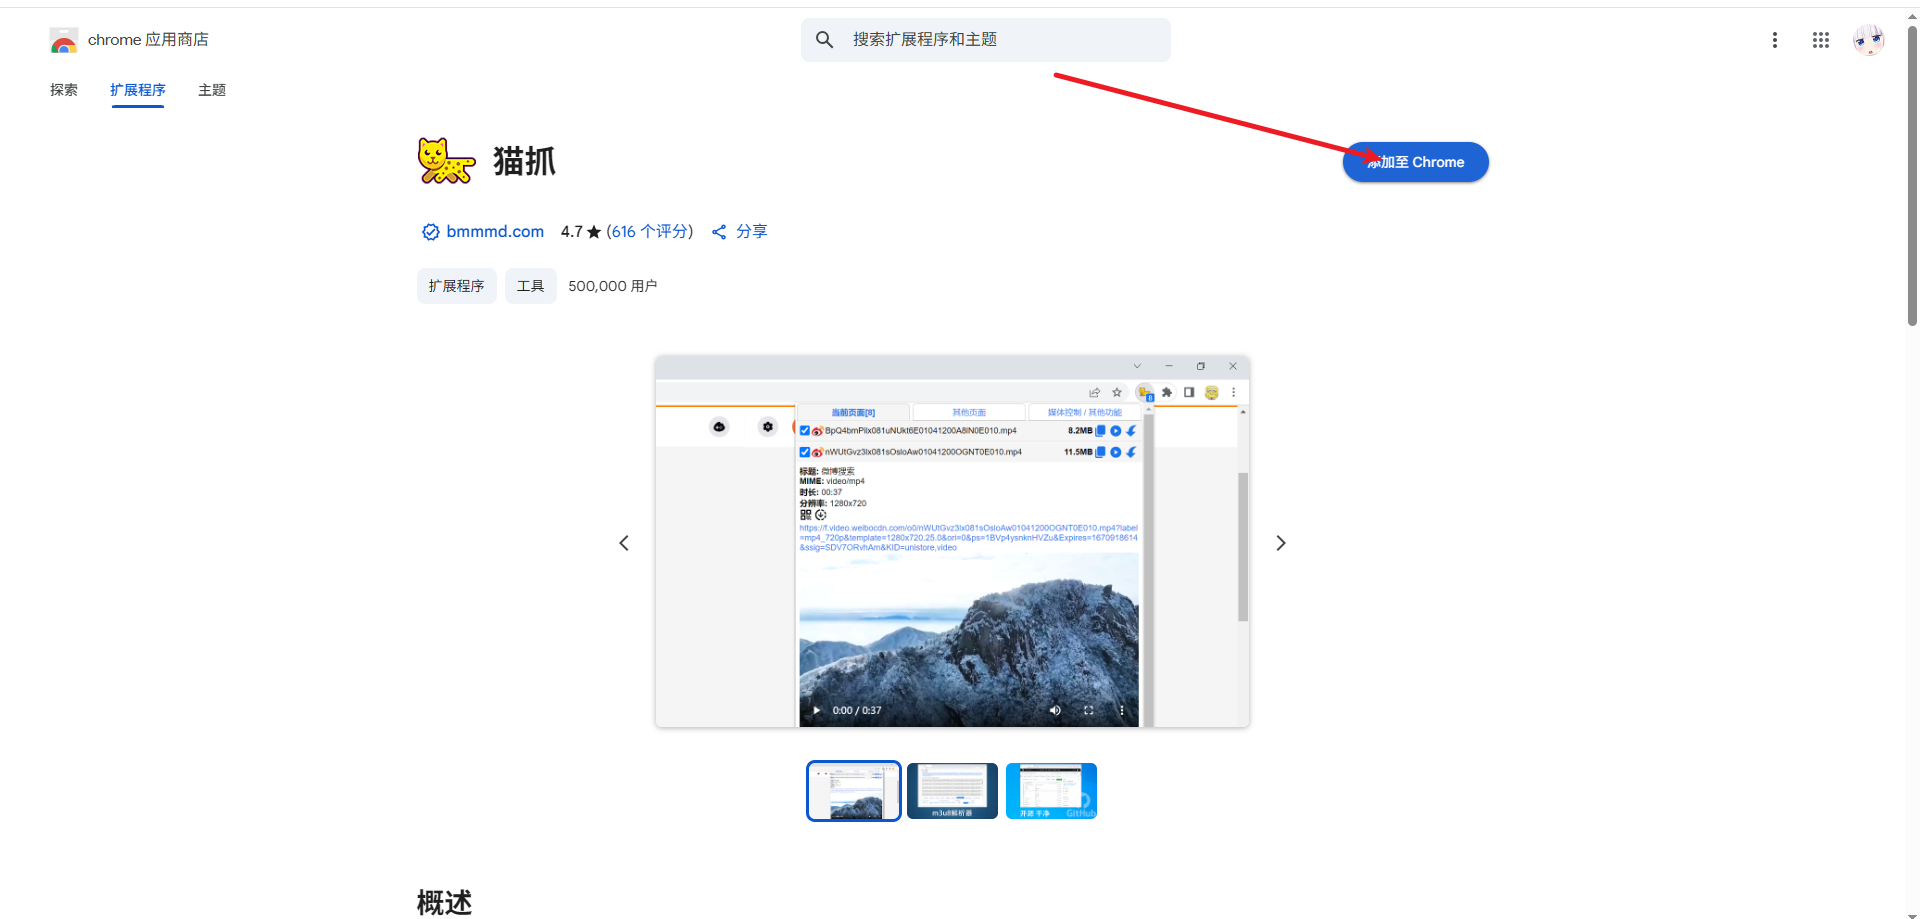 chrome 应用商店
搜索扩展程序和主题
探索 扩展程序 主题
猫抓
添加至 Chrome
bmmmd.com 4.7 ★ (616 个评分) 分享
扩展程序 工具 500,000 用户
当前页面[8] 其他页面 媒体控制 / 其他功能
BpQ4bmPilx081uNUkt6E01041200A8IN0E010.mp4 8.2MB
nWUtGvz3lx081sOsloAw01041200OGNT0E010.mp4 11.5MB
标题: 微博搜索
MIME: video/mp4
时长: 00:37
分辨率: 1280x720
https://f.video.weibocdn.com/o0/nWUtGvz3lx081sOsloAw01041200OGNT0E010.mp4?label
=mp4_720p&template=1280x720.25.0&ori=0&ps=1BVp4ysnknHVZu&Expires=1670918614
&ssig=SDV7ORvhAm&KID=unistore,video
0:00 / 0:37
m3u8解析器
开源 干净 GitHub
概述